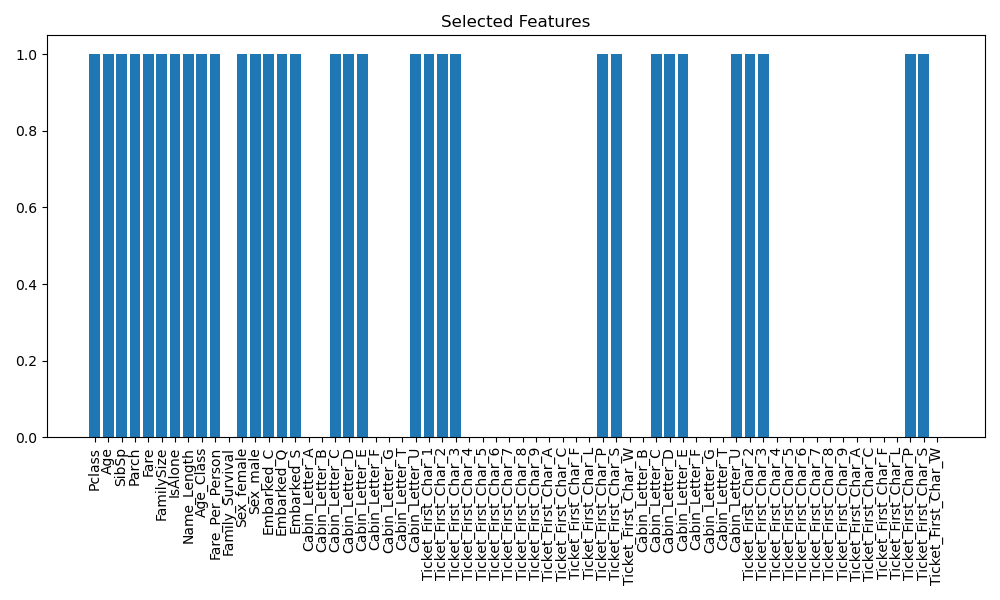 Selected Features
1.0
0.8
0.6
0.4
0.2
0.0
Pclass
Age
SibSp
Parch
Fare
FamilySize
IsAlone
Name_Length
Age_Class
Fare_Per_Person
Family_Survival
Sex_female
Sex_male
Embarked_C
Embarked_Q
Embarked_S
Cabin_Letter_A
Cabin_Letter_B
Cabin_Letter_C
Cabin_Letter_D
Cabin_Letter_E
Cabin_Letter_F
Cabin_Letter_G
Cabin_Letter_T
Cabin_Letter_U
Ticket_First_Char_1
Ticket_First_Char_2
Ticket_First_Char_3
Ticket_First_Char_4
Ticket_First_Char_5
Ticket_First_Char_6
Ticket_First_Char_7
Ticket_First_Char_8
Ticket_First_Char_9
Ticket_First_Char_A
Ticket_First_Char_C
Ticket_First_Char_F
Ticket_First_Char_L
Ticket_First_Char_P
Ticket_First_Char_S
Ticket_First_Char_W
Cabin_Letter_B
Cabin_Letter_C
Cabin_Letter_D
Cabin_Letter_E
Cabin_Letter_F
Cabin_Letter_G
Cabin_Letter_T
Cabin_Letter_U
Ticket_First_Char_2
Ticket_First_Char_3
Ticket_First_Char_4
Ticket_First_Char_5
Ticket_First_Char_6
Ticket_First_Char_7
Ticket_First_Char_8
Ticket_First_Char_9
Ticket_First_Char_A
Ticket_First_Char_C
Ticket_First_Char_F
Ticket_First_Char_L
Ticket_First_Char_P
Ticket_First_Char_S
Ticket_First_Char_W